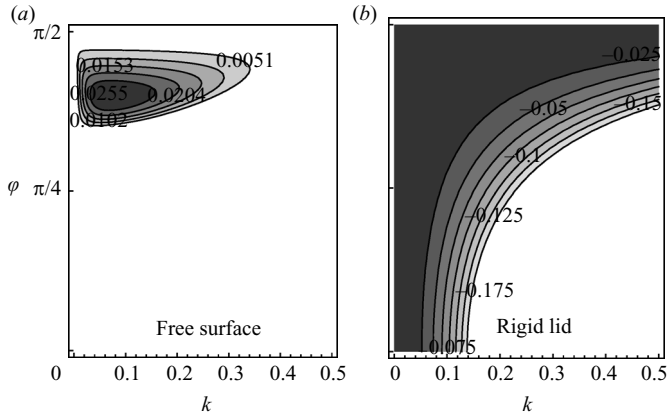 (a)
π/2
φ
π/4
0
0.0051
0.0153
0.0255
0.0204
0.0102
Free surface
0.1
0.2
0.3
0.4
0.5
k
(b)
–0.025
–0.05
–0.15
–0.1
–0.125
–0.175
0.075
Rigid lid
0
0.1
0.2
0.3
0.4
0.5
k